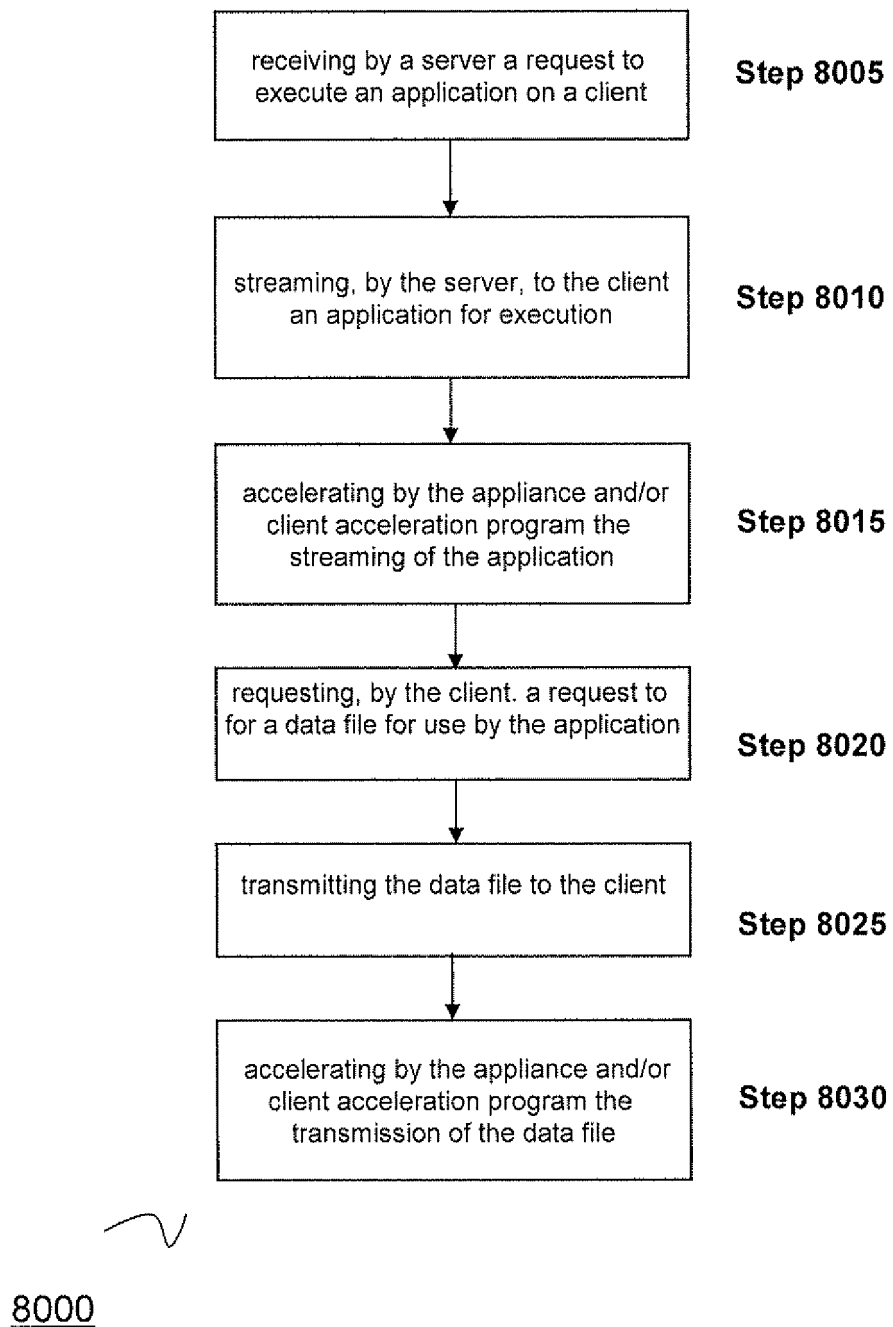 receiving by a server a request to
execute an application on a client
Step 8005
streaming, by the server, to the client
an application for execution
Step 8010
accelerating by the appliance and/or
client acceleration program the
streaming of the application
Step 8015
requesting, by the client. a request to
for a data file for use by the application
Step 8020
transmitting the data file to the client
Step 8025
accelerating by the appliance and/or
client acceleration program the
transmission of the data file
Step 8030
8000